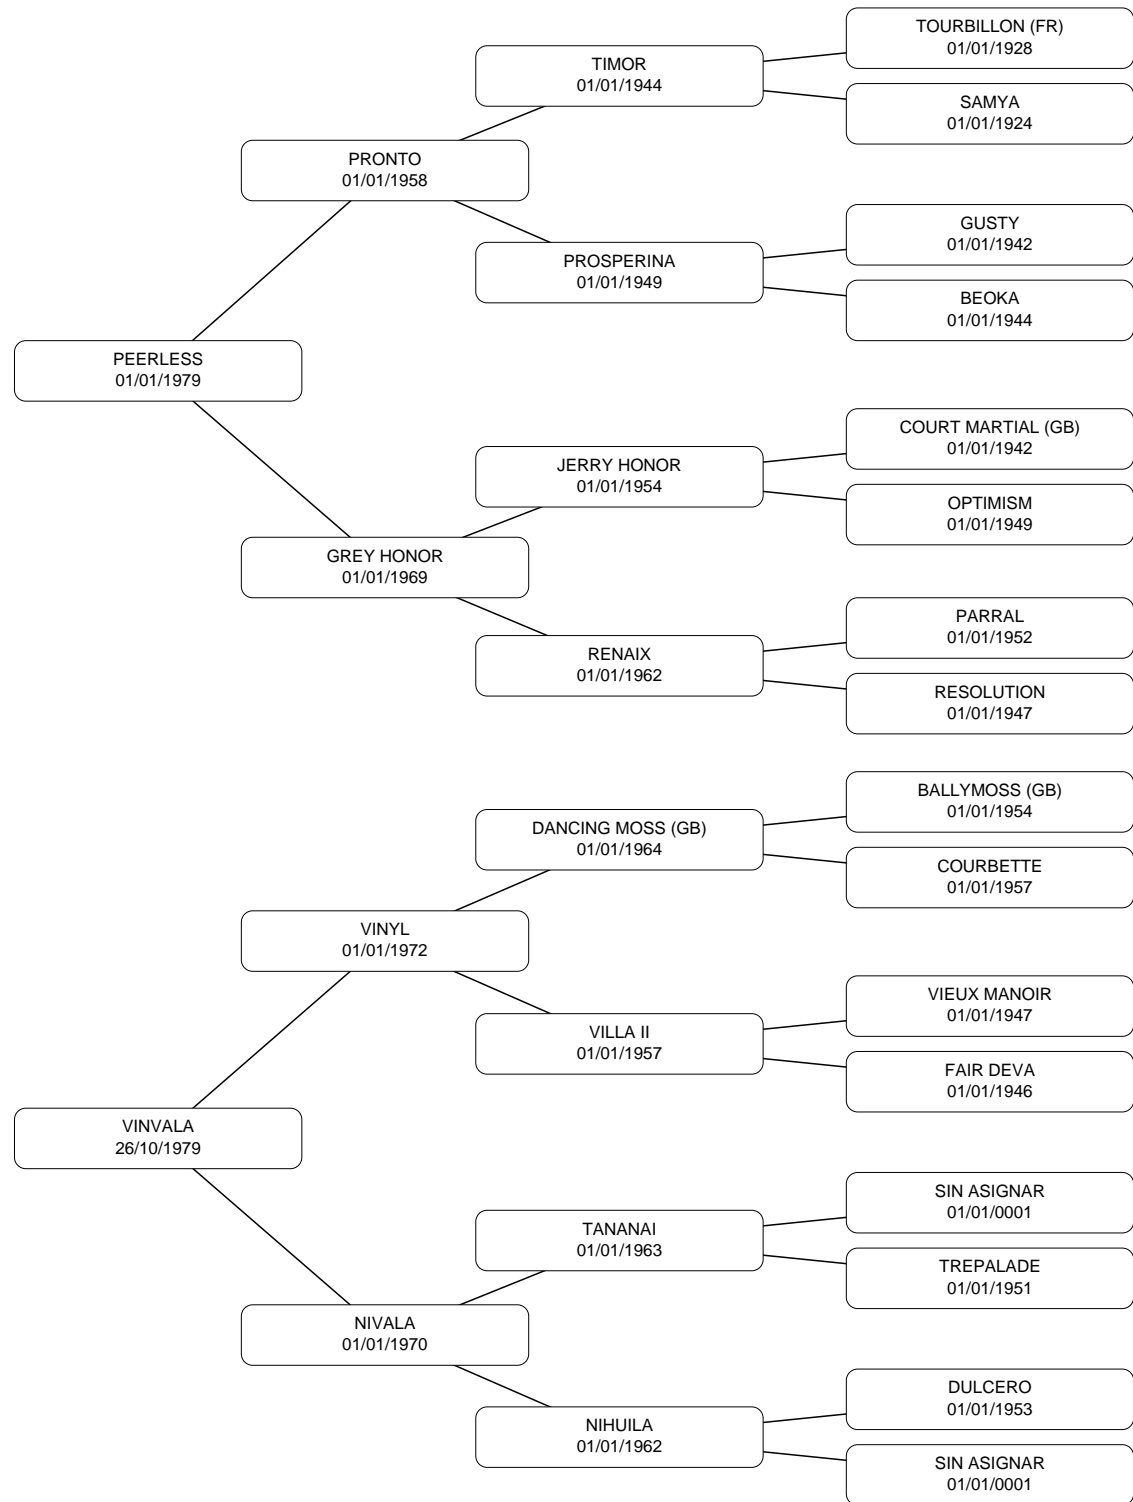 TOURBILLON (FR)
01/01/1928
TIMOR
01/01/1944
SAMYA
01/01/1924
PRONTO
01/01/1958
GUSTY
01/01/1942
PROSPERINA
01/01/1949
BEOKA
01/01/1944
PEERLESS
01/01/1979
COURT MARTIAL (GB)
01/01/1942
JERRY HONOR
01/01/1954
OPTIMISM
01/01/1949
GREY HONOR
01/01/1969
PARRAL
01/01/1952
RENAIX
01/01/1962
RESOLUTION
01/01/1947
BALLYMOSS (GB)
01/01/1954
DANCING MOSS (GB)
01/01/1964
COURBETTE
01/01/1957
VINYL
01/01/1972
VIEUX MANOIR
01/01/1947
VILLA II
01/01/1957
FAIR DEVA
01/01/1946
VINVALA
26/10/1979
SIN ASIGNAR
01/01/0001
TANANAI
01/01/1963
TREPALADE
01/01/1951
NIVALA
01/01/1970
DULCERO
01/01/1953
NIHUILA
01/01/1962
SIN ASIGNAR
01/01/0001